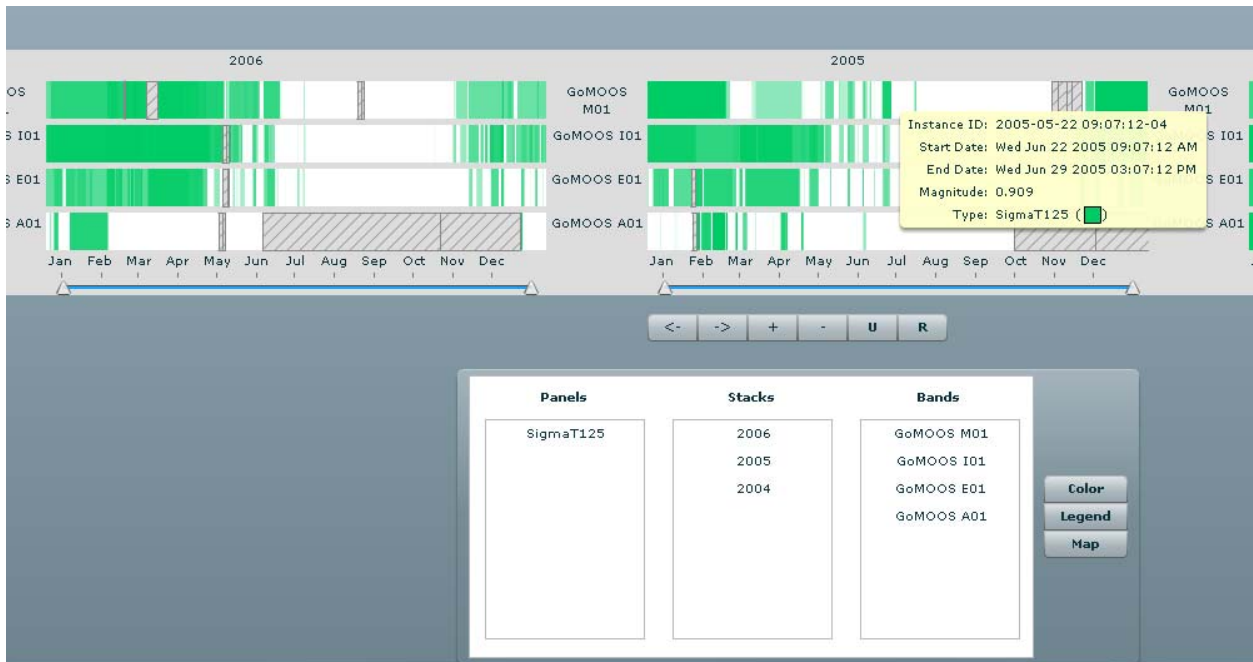 2006
2005
OS
GoMOOS M01
GoMOOS M01
S I01
GoMOOS I01
S I01
S E01
GoMOOS E01
S E01
S A01
GoMOOS A01
S A01
Instance ID: 2005-05-22 09:07:12-04
Start Date: Wed Jun 22 2005 09:07:12 AM
End Date: Wed Jun 29 2005 03:07:12 PM
Magnitude: 0.909
Type: SigmaT125 ( )
Jan Feb Mar Apr May Jun Jul Aug Sep Oct Nov Dec
Jan Feb Mar Apr May Jun Jul Aug Sep Oct Nov Dec
<- -> + - U R
Panels
SigmaT125
Stacks
2006
2005
2004
Bands
GoMOOS M01
GoMOOS I01
GoMOOS E01
GoMOOS A01
Color
Legend
Map